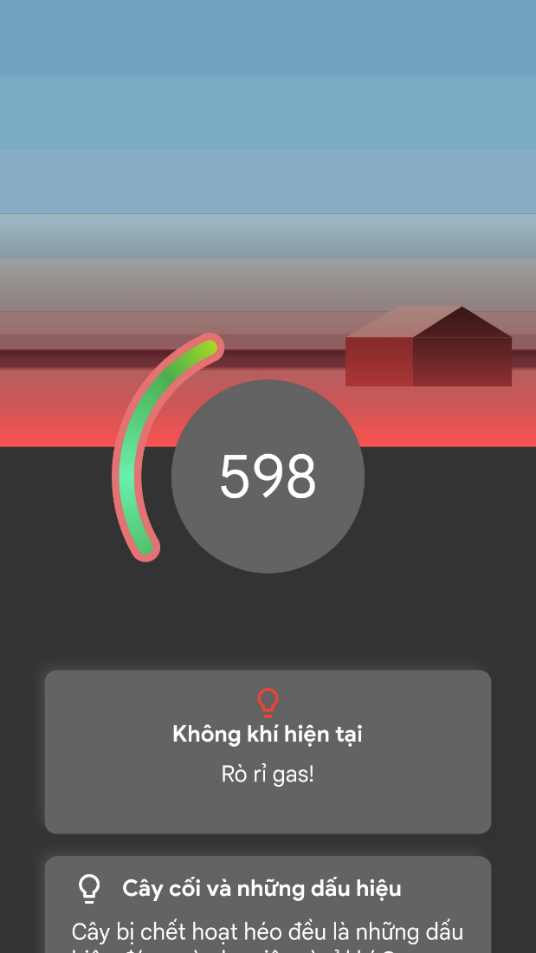 598
Không khí hiện tại
Rò rỉ gas!
Cây cối và những dấu hiệu
Cây bị chết hoạt héo đều là những dấu